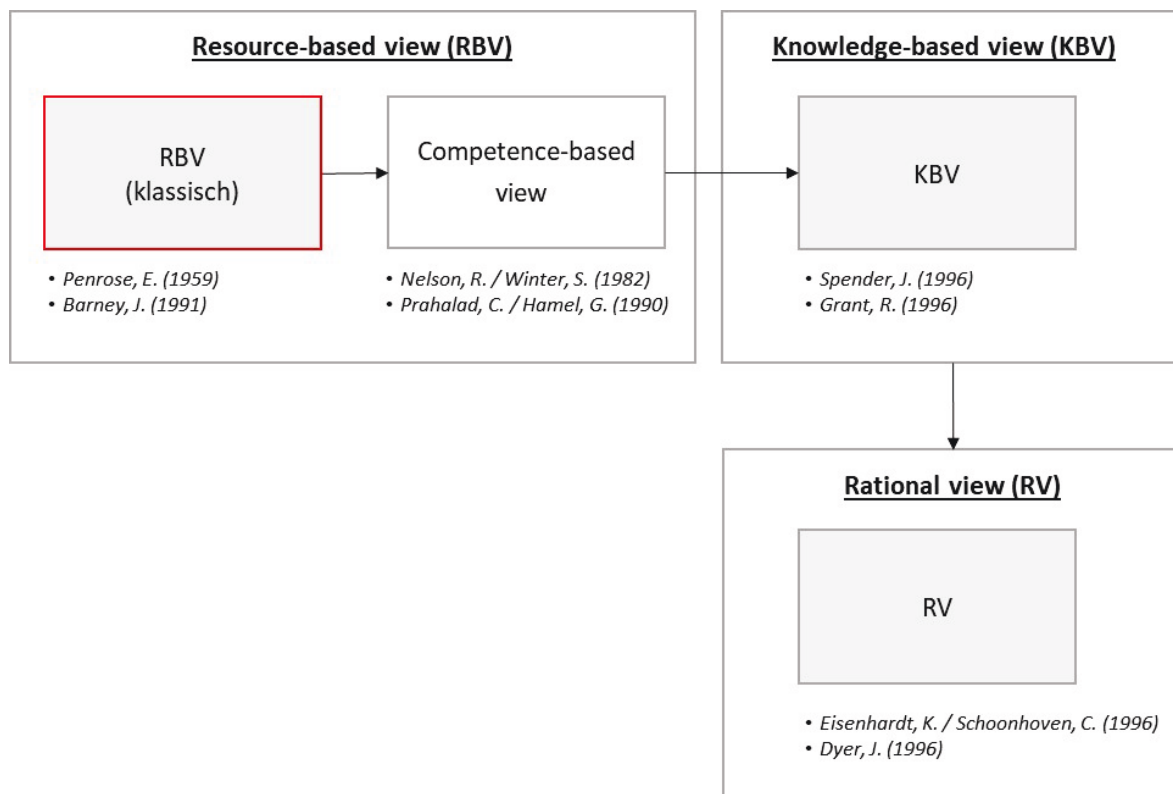 Resource-based view (RBV)
RBV
(klassisch)
• Penrose, E. (1959)
• Barney, J. (1991)
Competence-based
view
• Nelson, R. / Winter, S. (1982)
• Prahalad, C. / Hamel, G. (1990)
Knowledge-based view (KBV)
KBV
• Spender, J. (1996)
• Grant, R. (1996)
Rational view (RV)
RV
• Eisenhardt, K. / Schoonhoven, C. (1996)
• Dyer, J. (1996)